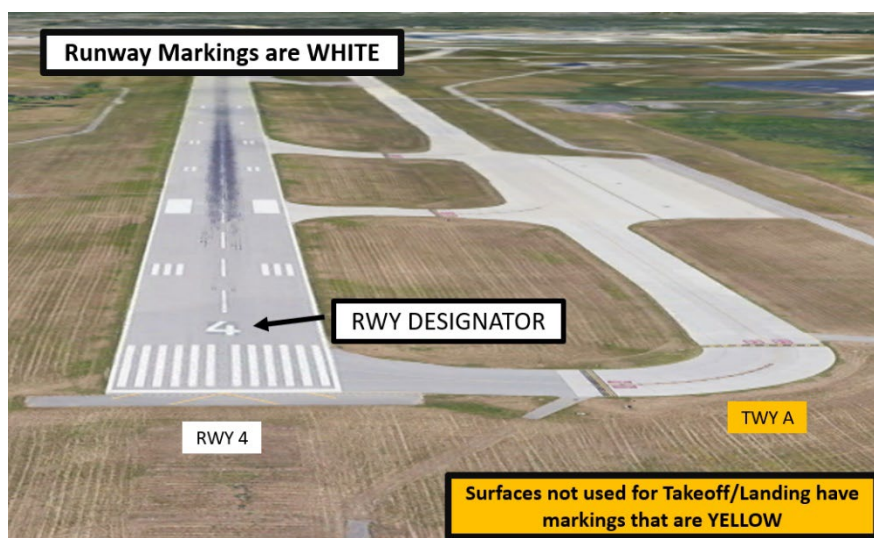 Runway Markings are WHITE
RWY DESIGNATOR
4
RWY 4
TWY A
Surfaces not used for Takeoff/Landing have
markings that are YELLOW